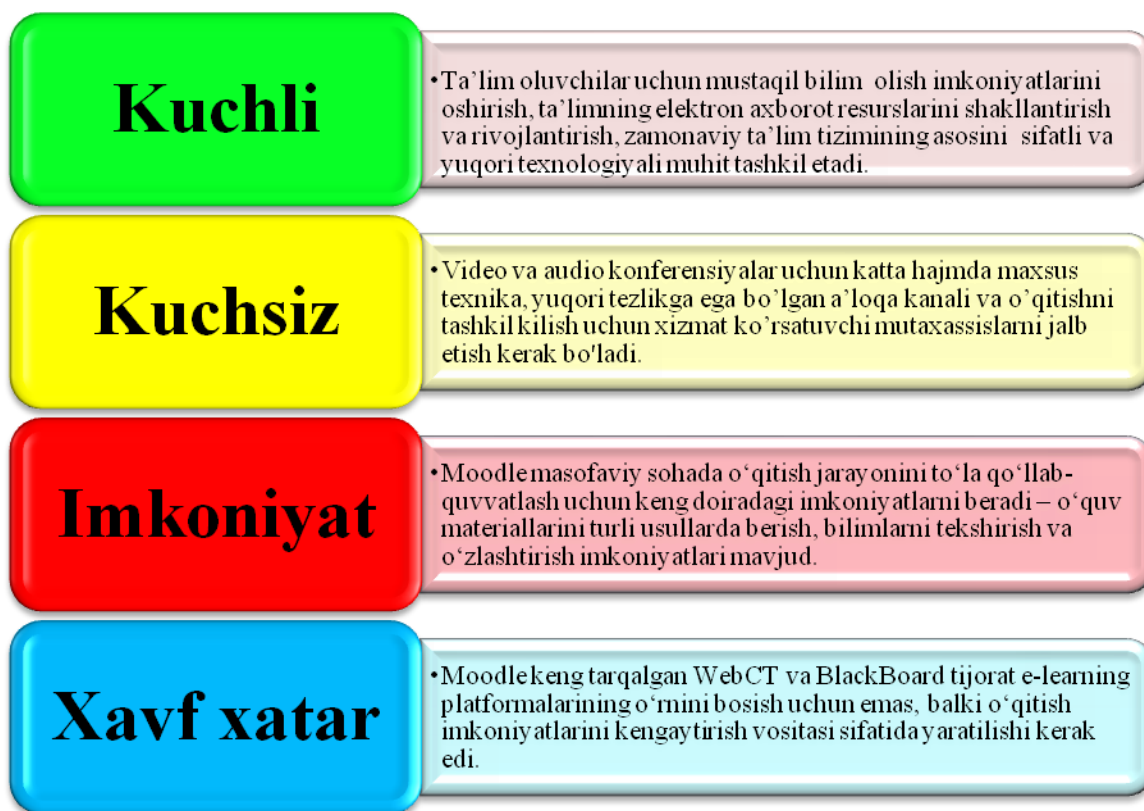 Kuchli
•Ta’lim oluvchilar uchun mustaqil bilim olish imkoniyatlarini
oshirish, ta’limning elektron axborot resurslarini shakllantirish
va rivojlantirish, zamonaviy ta’lim tizimining asosini sifatli va
yuqori texnologiyali muhit tashkil etadi.
Kuchsiz
•Video va audio konferensiyalar uchun katta hajmda maxsus
texnika, yuqori tezlikga ega bo’lgan a’loqa kanali va o’qitishni
tashkil kilish uchun xizmat ko’rsatuvchi mutaxassislarni jalb
etish kerak bo'ladi.
Imkoniyat
•Moodle masofaviy sohada o‘qitish jarayonini to‘la qo‘llab-
quvvatlash uchun keng doiradagi imkoniyatlarni beradi – o‘quv
materiallarini turli usullarda berish, bilimlarni tekshirish va
o‘zlashtirish imkoniyatlari mavjud.
Xavf xatar
•Moodle keng tarqalgan WebCT va BlackBoard tijorat e-learning
platformalarining o‘rnini bosish uchun emas, balki o‘qitish
imkoniyatlarini kengaytirish vositasi sifatida yaratilishi kerak
edi.